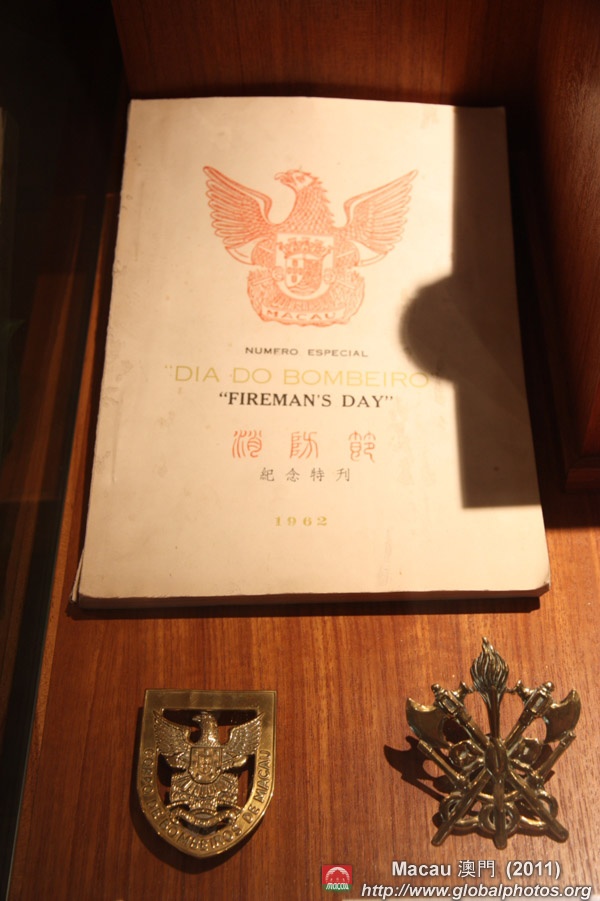 MACAU
NUMERO ESPECIAL
"DIA DO BOMBEIRO"
"FIREMAN'S DAY"
消防節
紀念特刊
1962
BOMBEIROS DE MACAU
MACAU
Macau 澳門 (2011)
http://www.globalphotos.org